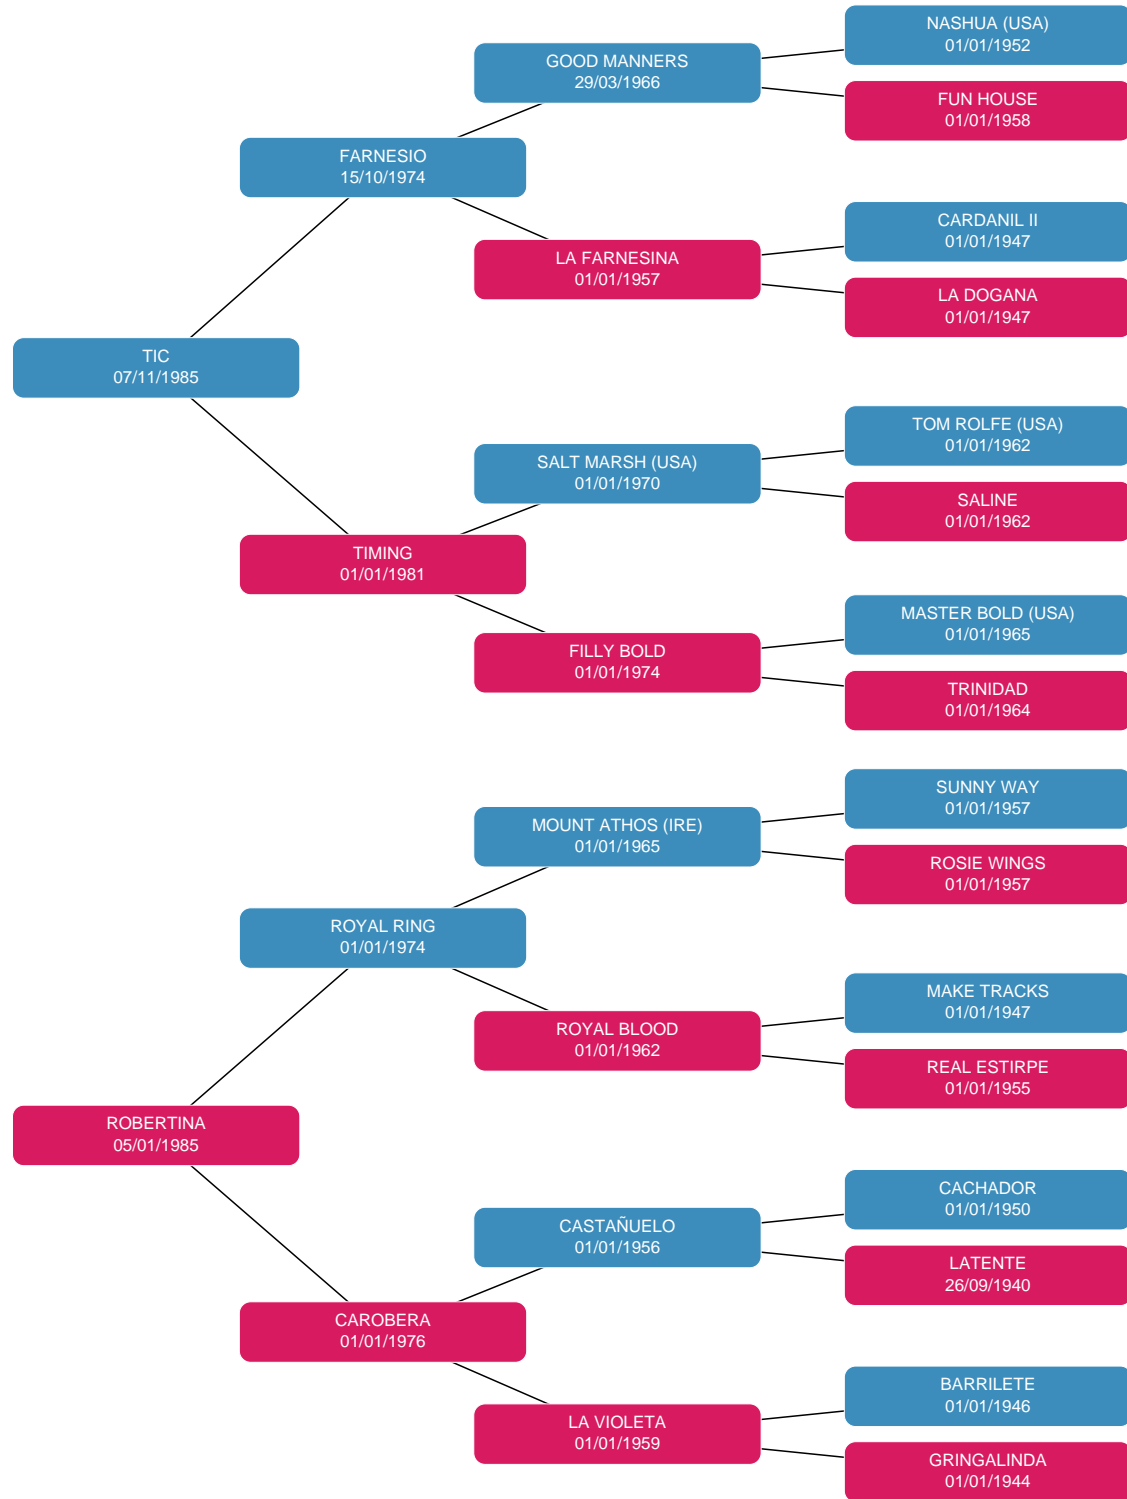 NASHUA (USA)
01/01/1952
GOOD MANNERS
29/03/1966
FUN HOUSE
01/01/1958
FARNESIO
15/10/1974
CARDANIL II
01/01/1947
LA FARNESINA
01/01/1957
LA DOGANA
01/01/1947
TIC
07/11/1985
TOM ROLFE (USA)
01/01/1962
SALT MARSH (USA)
01/01/1970
SALINE
01/01/1962
TIMING
01/01/1981
MASTER BOLD (USA)
01/01/1965
FILLY BOLD
01/01/1974
TRINIDAD
01/01/1964
SUNNY WAY
01/01/1957
MOUNT ATHOS (IRE)
01/01/1965
ROSIE WINGS
01/01/1957
ROYAL RING
01/01/1974
MAKE TRACKS
01/01/1947
ROYAL BLOOD
01/01/1962
REAL ESTIRPE
01/01/1955
ROBERTINA
05/01/1985
CACHADOR
01/01/1950
CASTAÑUELO
01/01/1956
LATENTE
26/09/1940
CAROBERA
01/01/1976
BARRILETE
01/01/1946
LA VIOLETA
01/01/1959
GRINGALINDA
01/01/1944